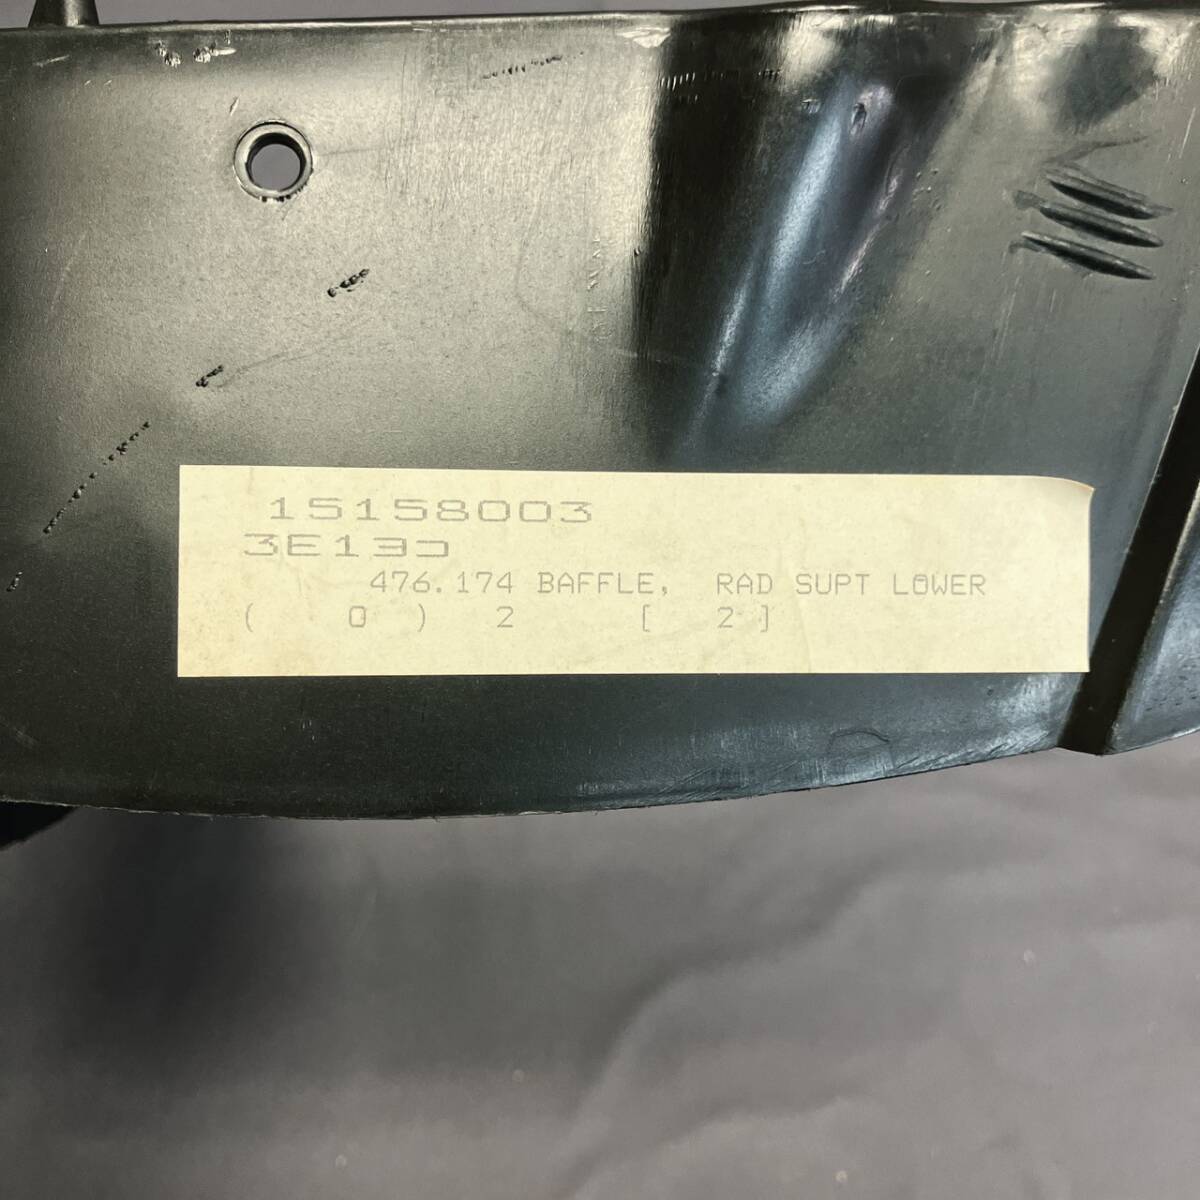 15158003
3E13コ
476.174 BAFFLE, RAD SUPT LOWER
( 0 ) 2 [ 2 ]